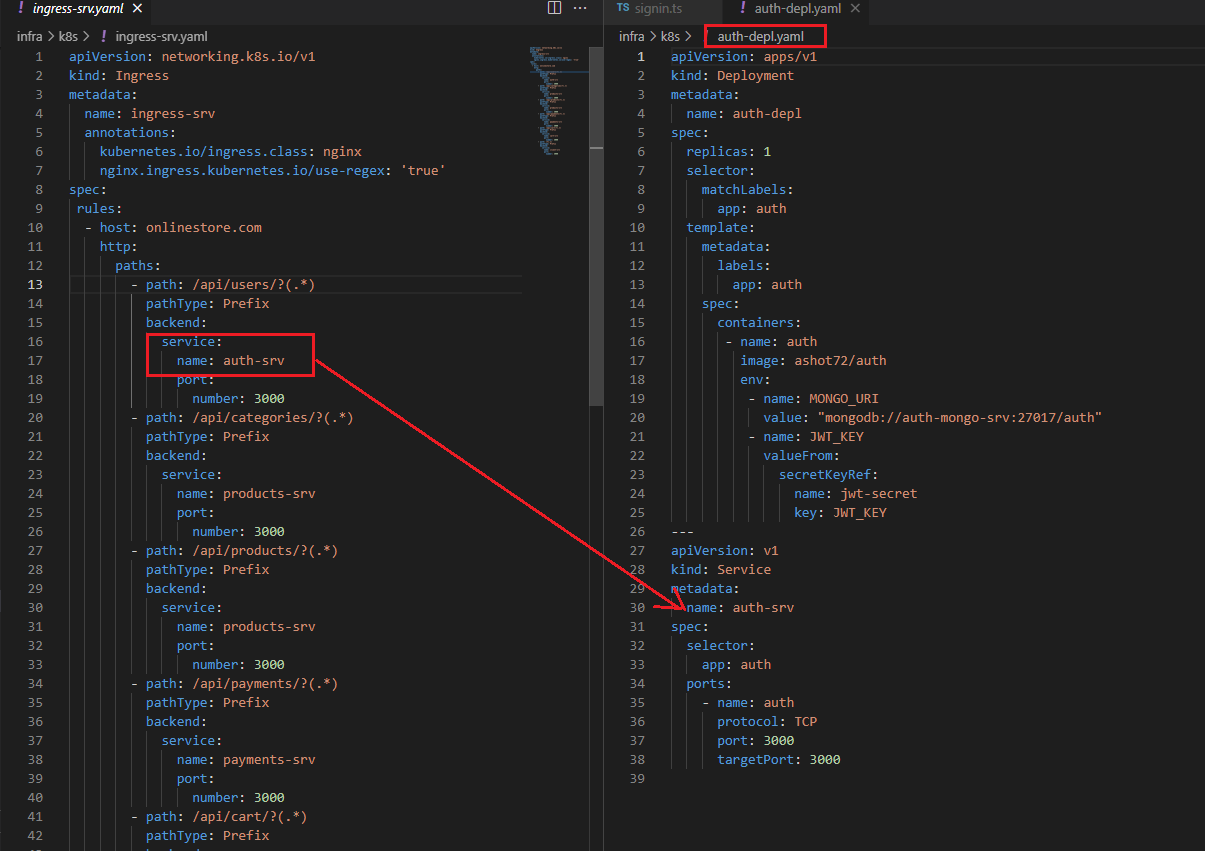 ingress-srv.yaml
infra > k8s > ! ingress-srv.yaml
1 apiVersion: networking.k8s.io/v1
2 kind: Ingress
3 metadata:
4   name: ingress-srv
5   annotations:
6     kubernetes.io/ingress.class: nginx
7     nginx.ingress.kubernetes.io/use-regex: 'true'
8 spec:
9  rules:
10   - host: onlinestore.com
11     http:
12       paths:
13         - path: /api/users/?(.*)
14           pathType: Prefix
15           backend:
16             service:
17               name: auth-srv
18               port:
19                 number: 3000
20         - path: /api/categories/?(.*)
21           pathType: Prefix
22           backend:
23             service:
24               name: products-srv
25               port:
26                 number: 3000
27         - path: /api/products/?(.*)
28           pathType: Prefix
29           backend:
30             service:
31               name: products-srv
32               port:
33                 number: 3000
34         - path: /api/payments/?(.*)
35           pathType: Prefix
36           backend:
37             service:
38               name: payments-srv
39               port:
40                 number: 3000
41         - path: /api/cart/?(.*)
42           pathType: Prefix
TS signin.ts
! auth-depl.yaml
infra > k8s > auth-depl.yaml
1 apiVersion: apps/v1
2 kind: Deployment
3 metadata:
4   name: auth-depl
5 spec:
6   replicas: 1
7   selector:
8     matchLabels:
9       app: auth
10   template:
11     metadata:
12       labels:
13         app: auth
14     spec:
15       containers:
16         - name: auth
17           image: ashot72/auth
18           env:
19             - name: MONGO_URI
20               value: "mongodb://auth-mongo-srv:27017/auth"
21             - name: JWT_KEY
22               valueFrom:
23                 secretKeyRef:
24                   name: jwt-secret
25                   key: JWT_KEY
26 ---
27 apiVersion: v1
28 kind: Service
29 metadata:
30   name: auth-srv
31 spec:
32   selector:
33     app: auth
34   ports:
35     - name: auth
36       protocol: TCP
37       port: 3000
38       targetPort: 3000
39